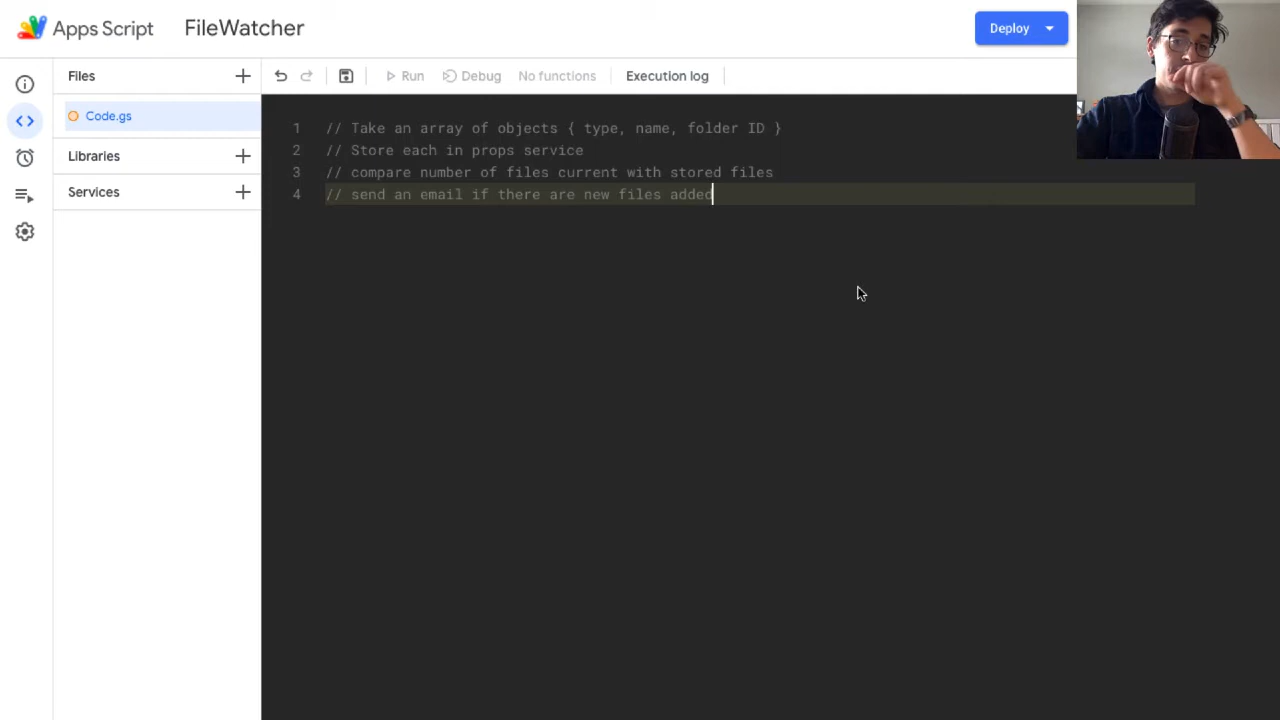 Apps Script
FileWatcher
Deploy
Files
Run
Debug
No functions
Execution log
Code.gs
Libraries
Services
1 // Take an array of objects { type, name, folder ID }
2 // Store each in props service
3 // compare number of files current with stored files
4 // send an email if there are new files added